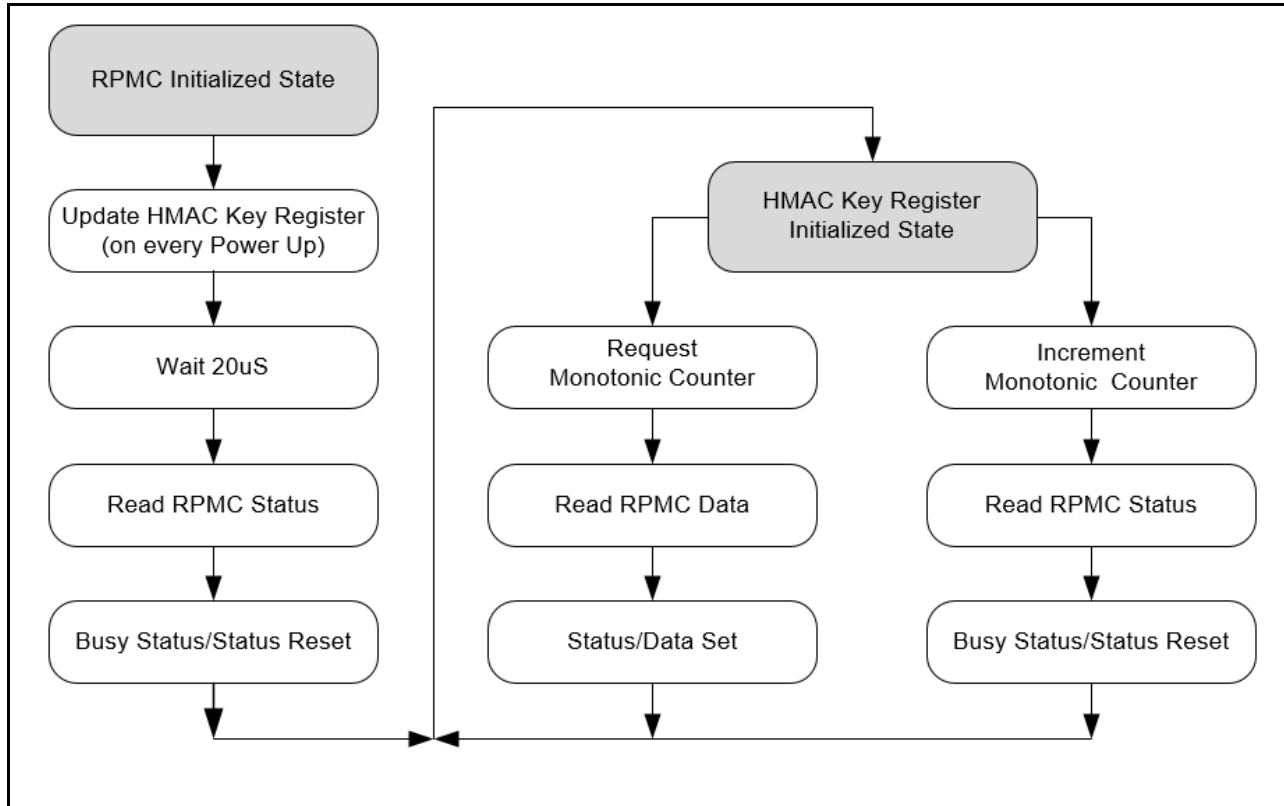 RPMC Initialized State
Update HMAC Key Register
(on every Power Up)
Wait 20uS
Read RPMC Status
Busy Status/Status Reset
HMAC Key Register
Initialized State
Request
Monotonic Counter
Read RPMC Data
Status/Data Set
Increment
Monotonic Counter
Read RPMC Status
Busy Status/Status Reset